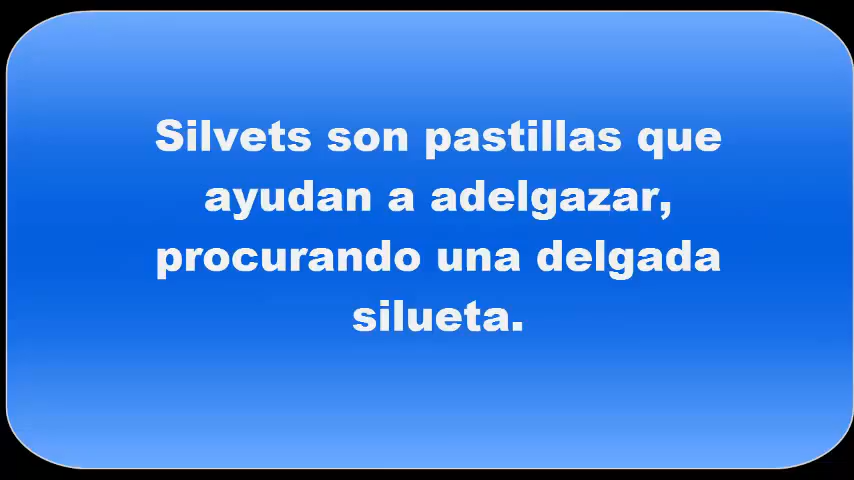 Silvets son pastillas que
ayudan a adelgazar,
procurando una delgada
silueta.